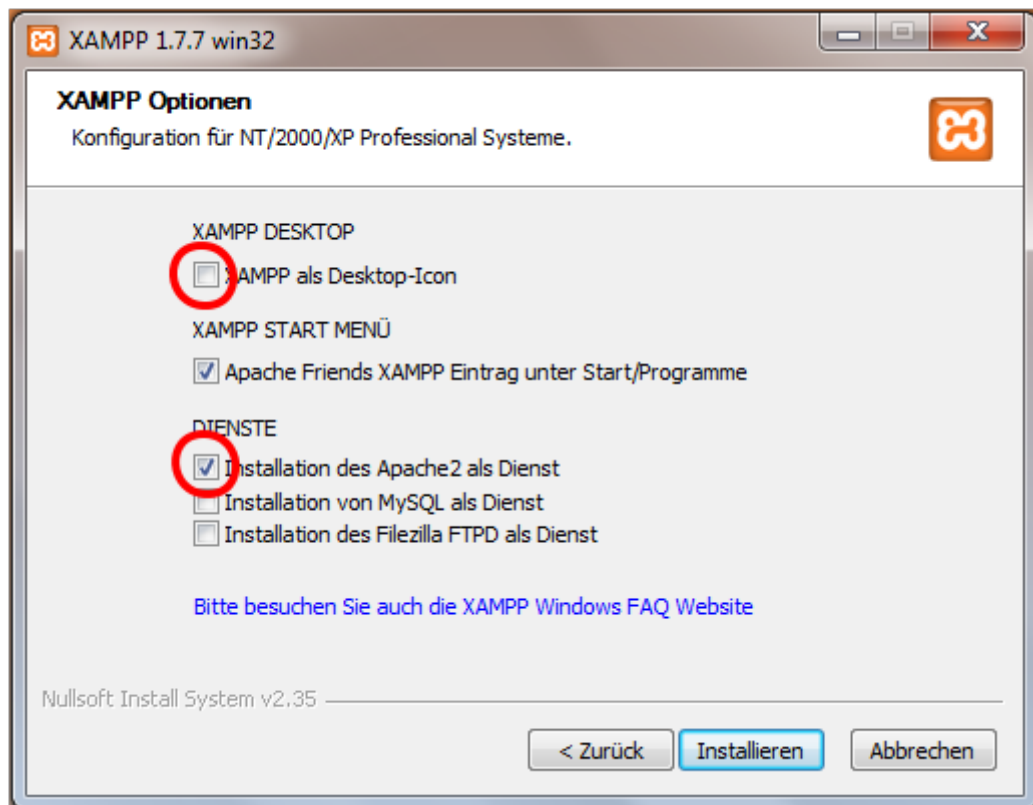 XAMPP 1.7.7 win32
XAMPP Optionen
Konfiguration für NT/2000/XP Professional Systeme.
XAMPP DESKTOP
XAMPP als Desktop-Icon
XAMPP START MENÜ
Apache Friends XAMPP Eintrag unter Start/Programme
DIENSTE
Installation des Apache2 als Dienst
Installation von MySQL als Dienst
Installation des Filezilla FTPD als Dienst
Bitte besuchen Sie auch die XAMPP Windows FAQ Website
Nullsoft Install System v2.35
< Zurück Installieren Abbrechen